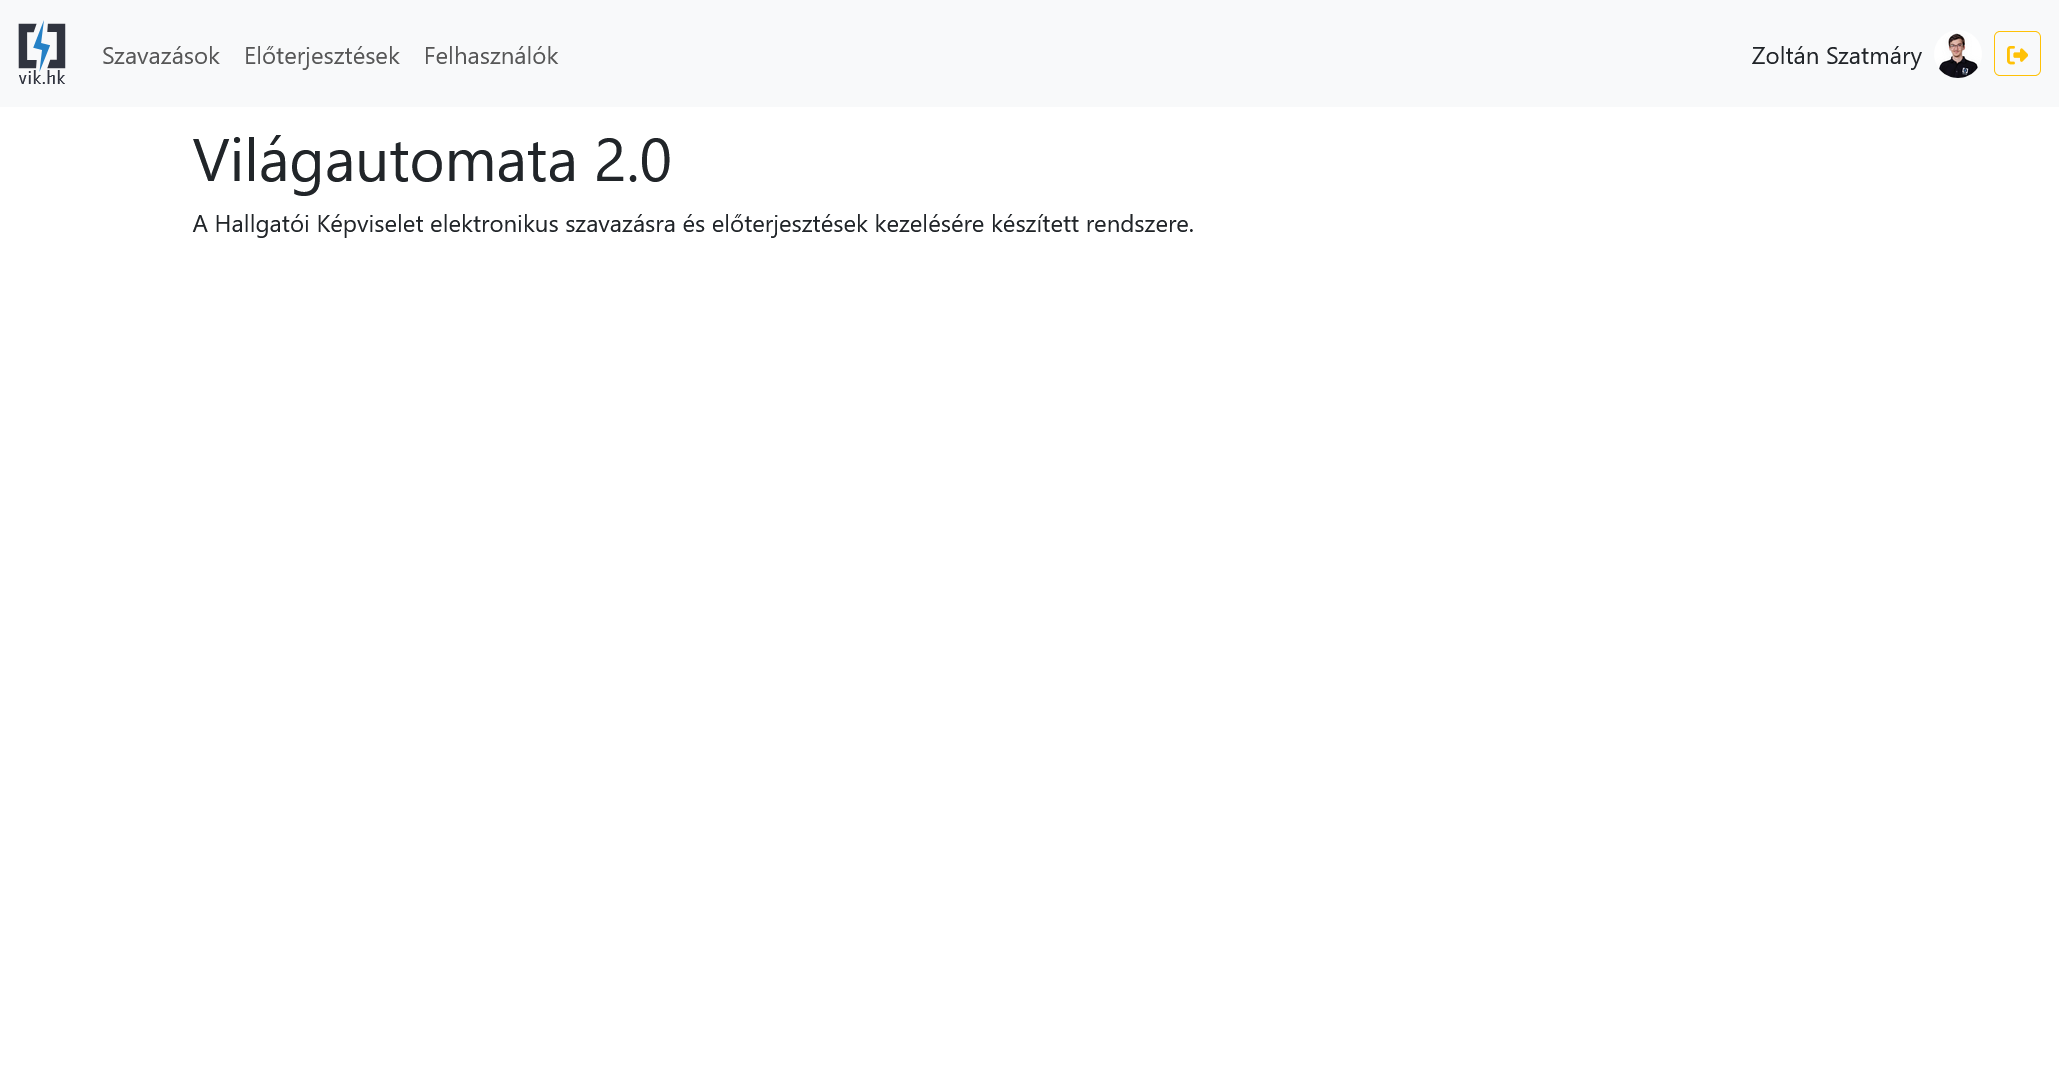 vik.hk
Szavazások Előterjesztések Felhasználók
Zoltán Szatmáry
Világautomata 2.0
A Hallgatói Képviselet elektronikus szavazásra és előterjesztések kezelésére készített rendszere.